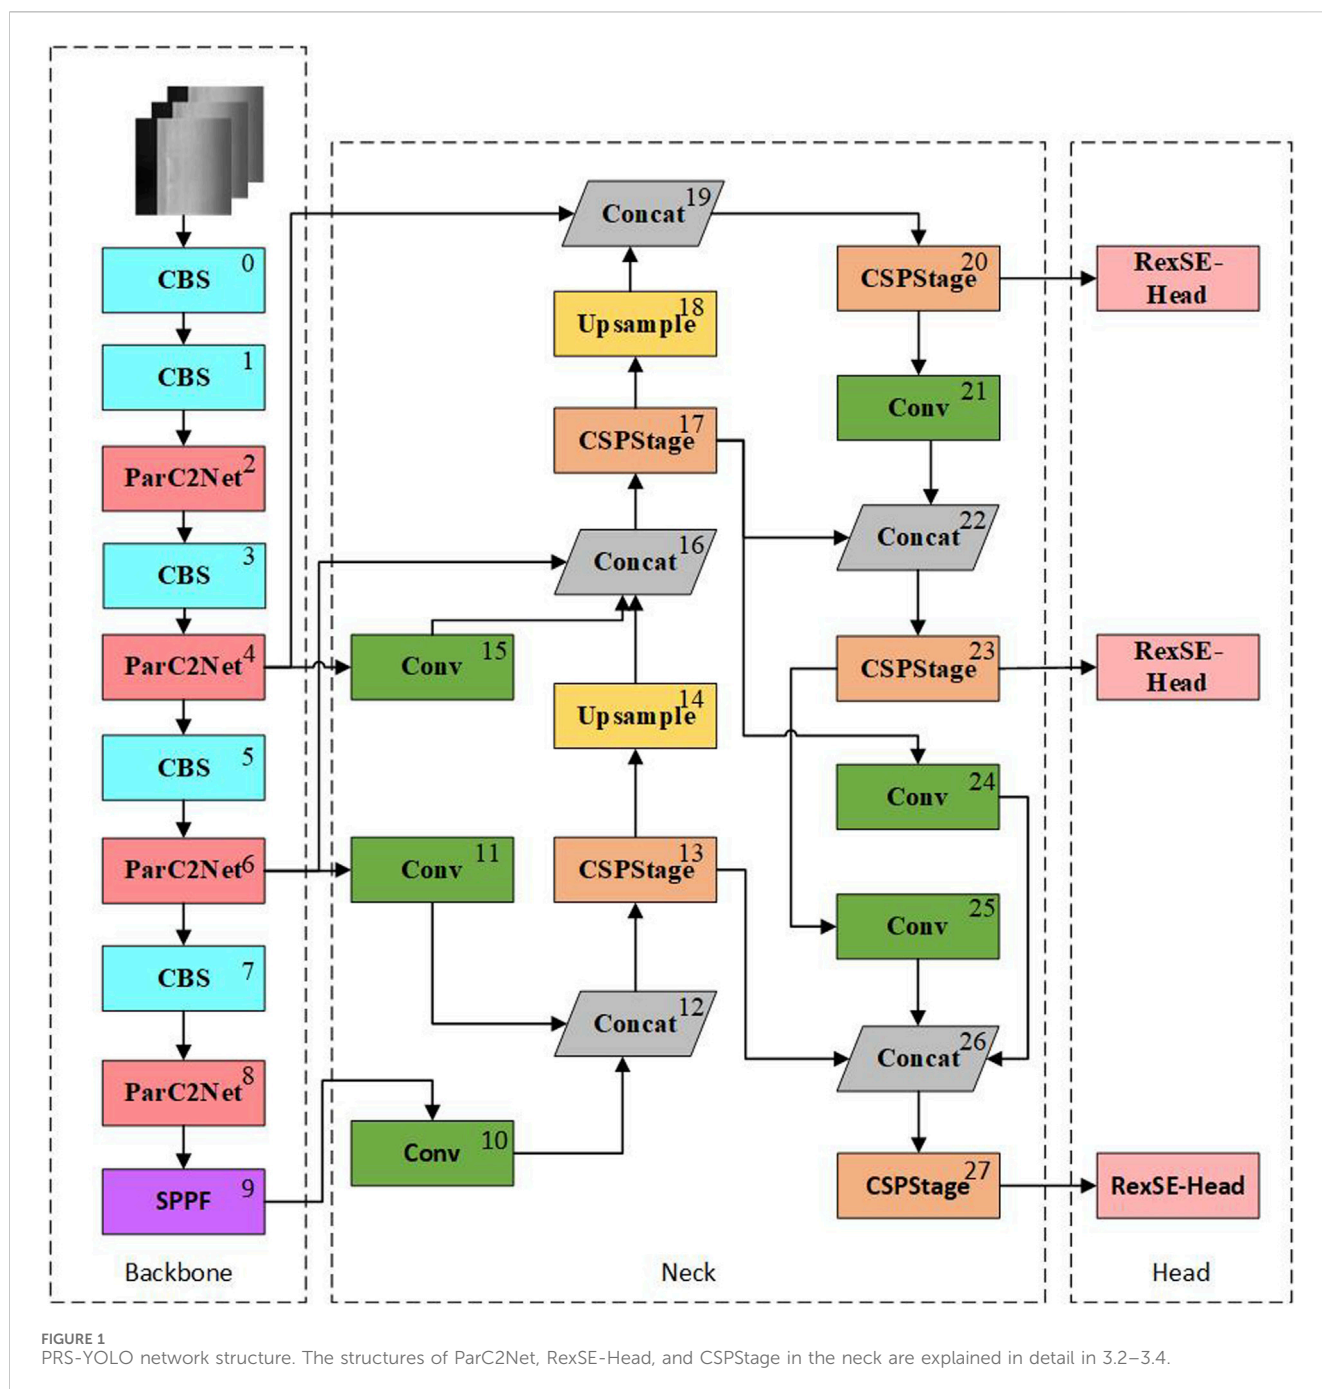 CBS 0
CBS 1
ParC2Net 2
CBS 3
ParC2Net 4
CBS 5
ParC2Net 6
CBS 7
ParC2Net 8
SPPF 9
Backbone
Conv 15
Conv 11
Conv 10
Concat 19
Upsample 18
CSPStage 17
Concat 16
Upsample 14
CSPStage 13
Concat 12
CSPStage 20
Conv 21
Concat 22
CSPStage 23
Conv 24
Conv 25
Concat 26
CSPStage 27
Neck
RexSE-
Head
RexSE-
Head
RexSE-Head
Head
FIGURE 1
PRS-YOLO network structure. The structures of ParC2Net, RexSE-Head, and CSPStage in the neck are explained in detail in 3.2–3.4.